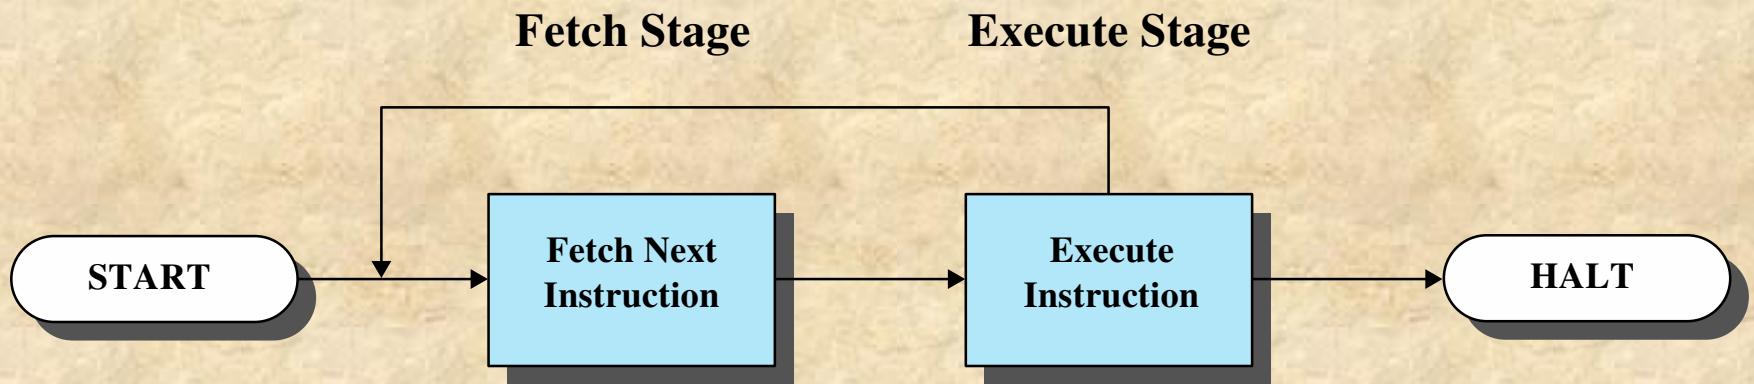 Fetch Stage
Execute Stage
START
Fetch Next
Instruction
Execute
Instruction
HALT